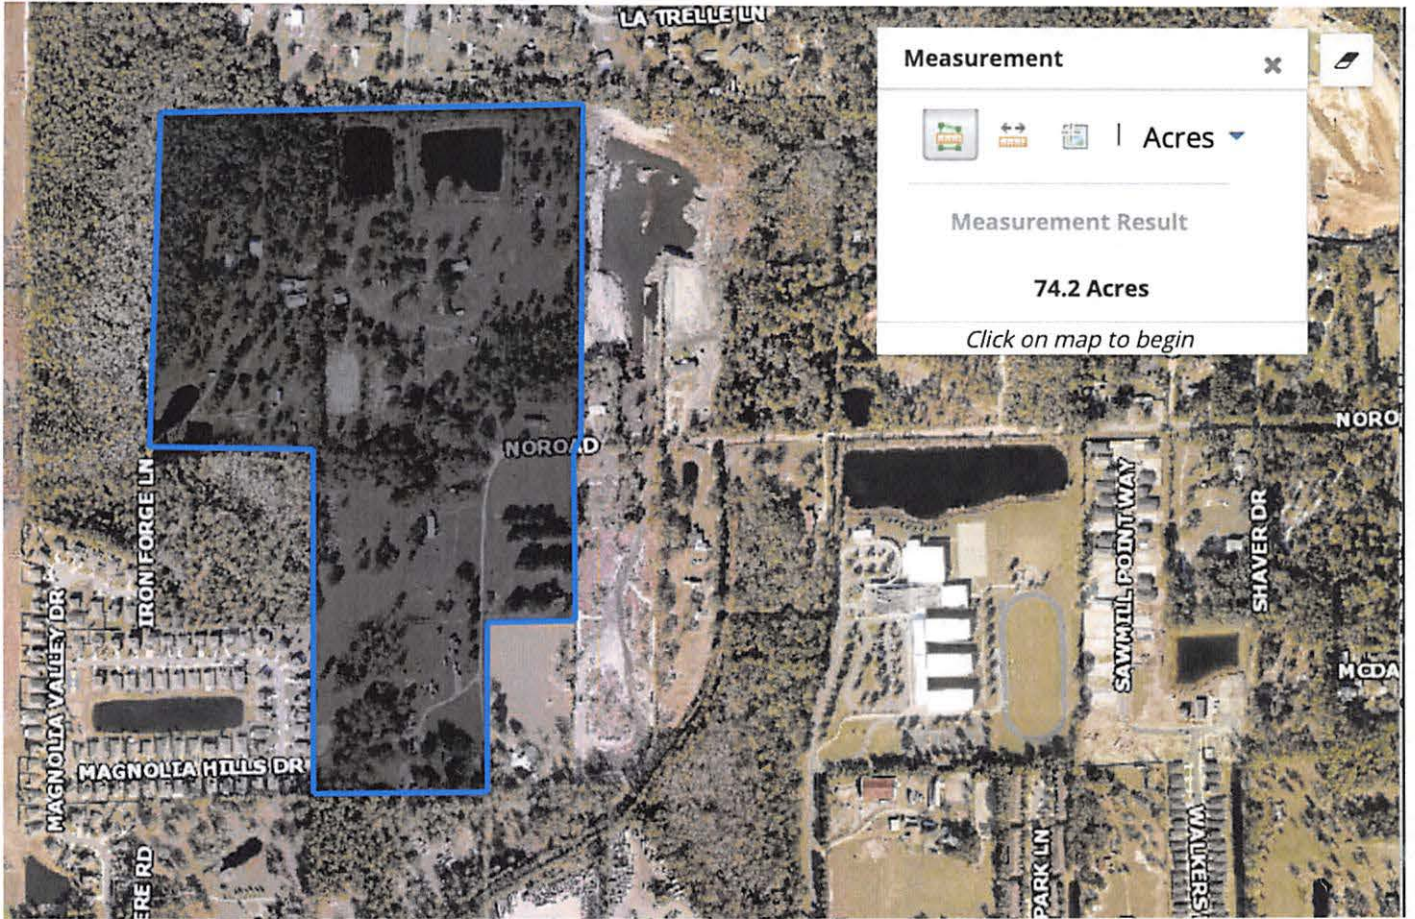 LA TRELLE LN
Measurement
Acres
Measurement Result
74.2 Acres
Click on map to begin
NORO
NOROAD
IRON FORGE LN
SAWMILL POINT WAY
SHAVER DR
MAGNOLIA VALLEY DR
MCDA
MAGNOLIA HILLS DR
ERE RD
PARK LN
WALKERS